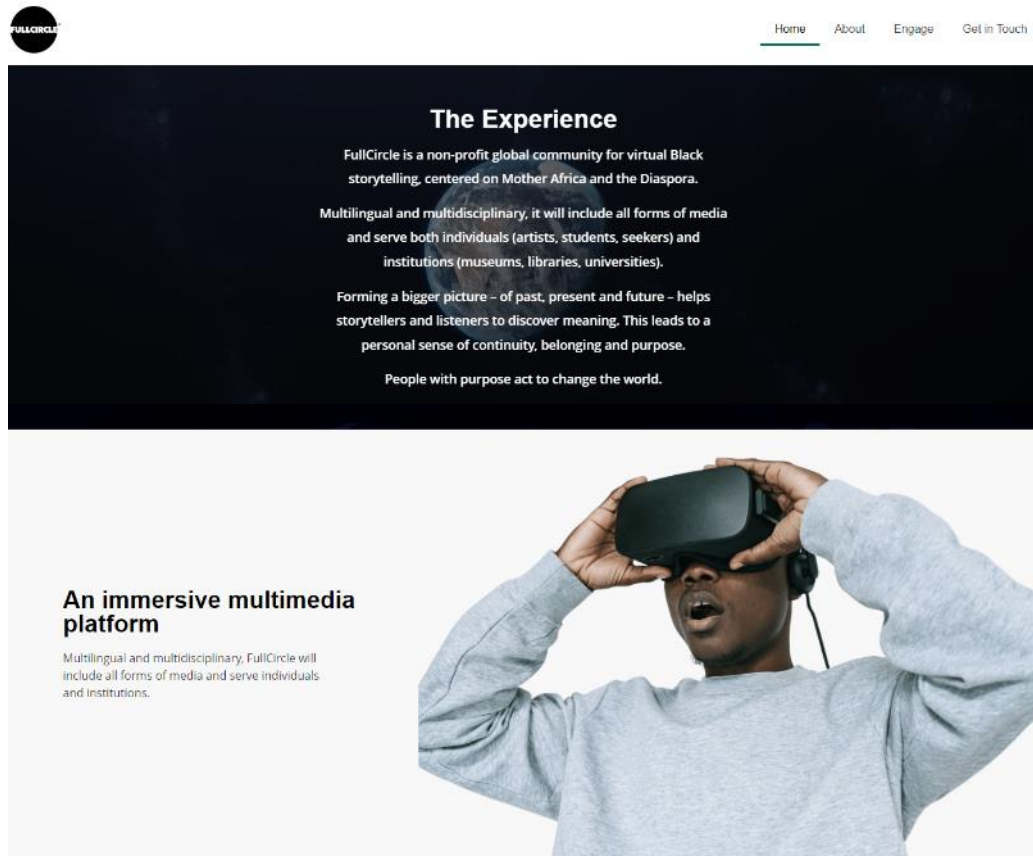 FULLCIRCLE
Home About Engage Get in Touch
The Experience
FullCircle is a non-profit global community for virtual Black
storytelling, centered on Mother Africa and the Diaspora.
Multilingual and multidisciplinary, it will include all forms of media
and serve both individuals (artists, students, seekers) and
institutions (museums, libraries, universities).
Forming a bigger picture – of past, present and future – helps
storytellers and listeners to discover meaning. This leads to a
personal sense of continuity, belonging and purpose.
People with purpose act to change the world.
An immersive multimedia
platform
Multilingual and multidisciplinary, FullCircle will
include all forms of media and serve individuals
and institutions.